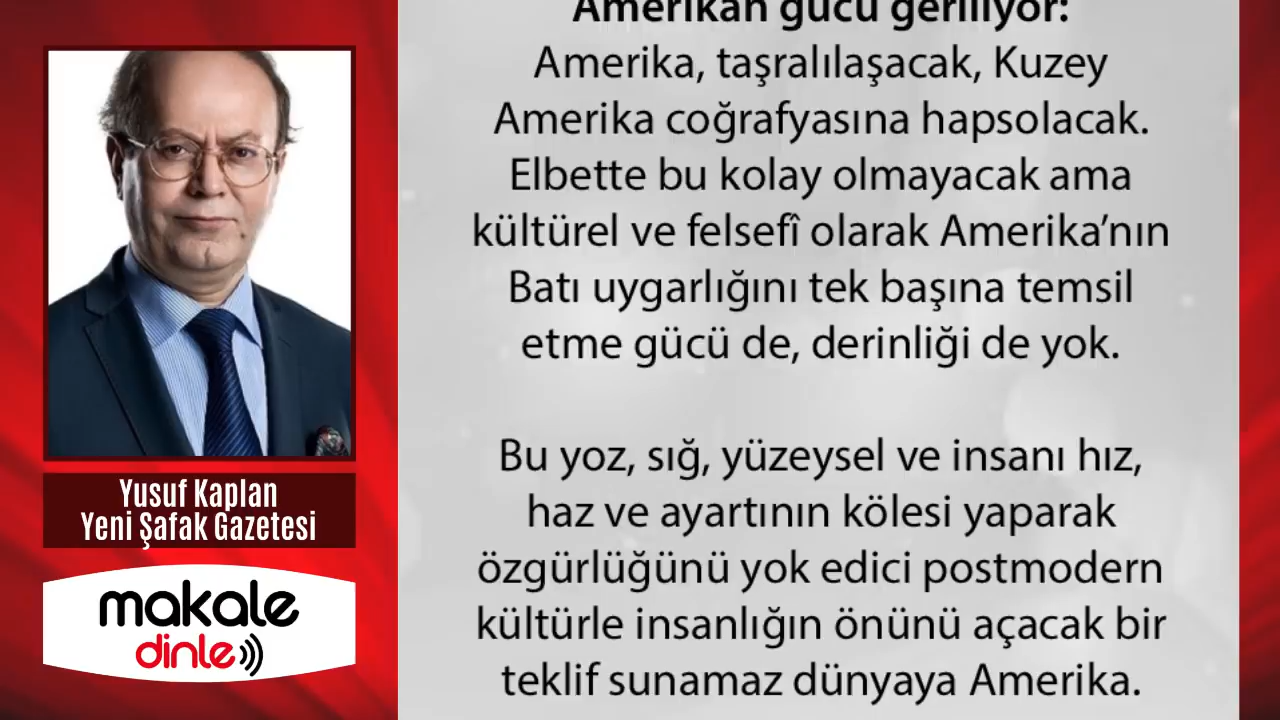 Amerikan gücü geriliyor:
Amerika, taşralılaşacak, Kuzey
Amerika coğrafyasına hapsolacak.
Elbette bu kolay olmayacak ama
kültürel ve felsefî olarak Amerika’nın
Batı uygarlığını tek başına temsil
etme gücü de, derinliği de yok.
Bu yoz, sığ, yüzeysel ve insanı hız,
haz ve ayartının kölesi yaparak
özgürlüğünü yok edici postmodern
kültürle insanlığın önünü açacak bir
teklif sunamaz dünyaya Amerika.
Yusuf Kaplan
Yeni Şafak Gazetesi
makale
dinle